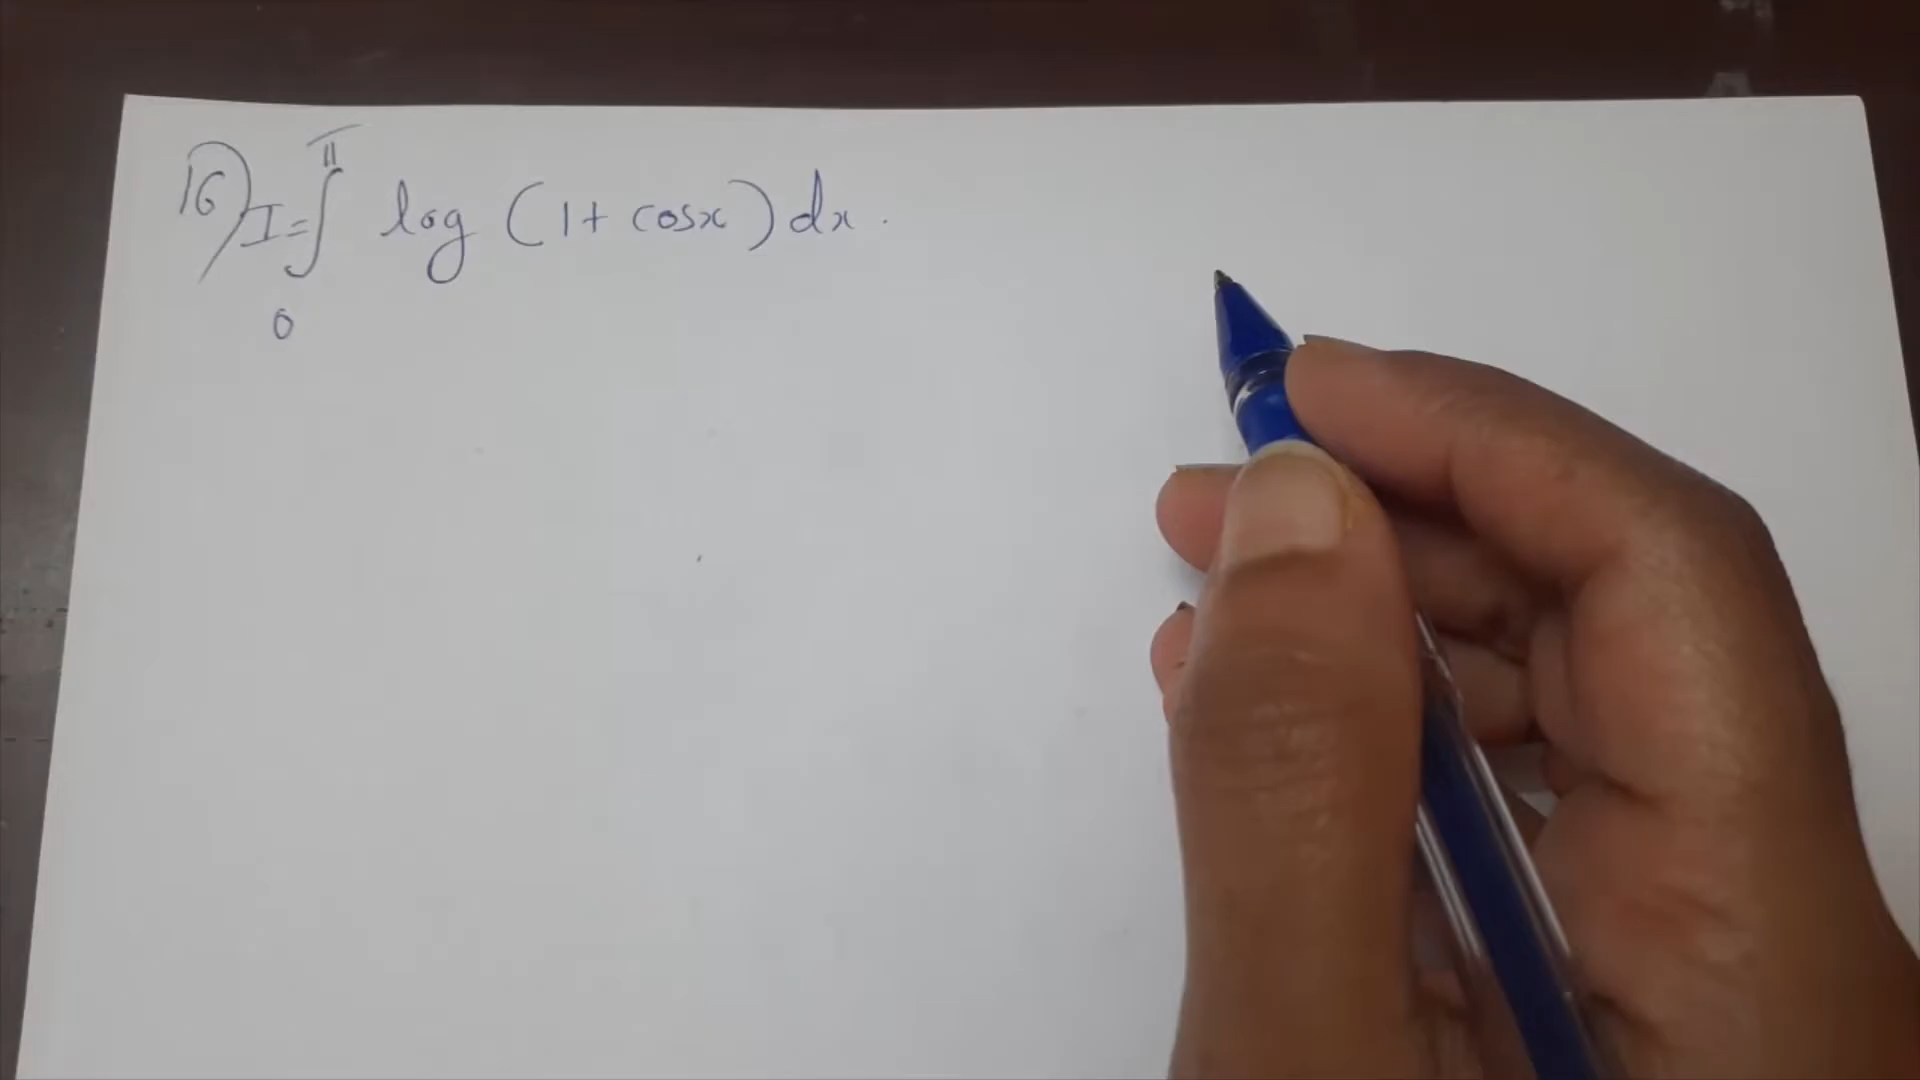 16) I = ∫₀^π log (1 + cosx) dx.